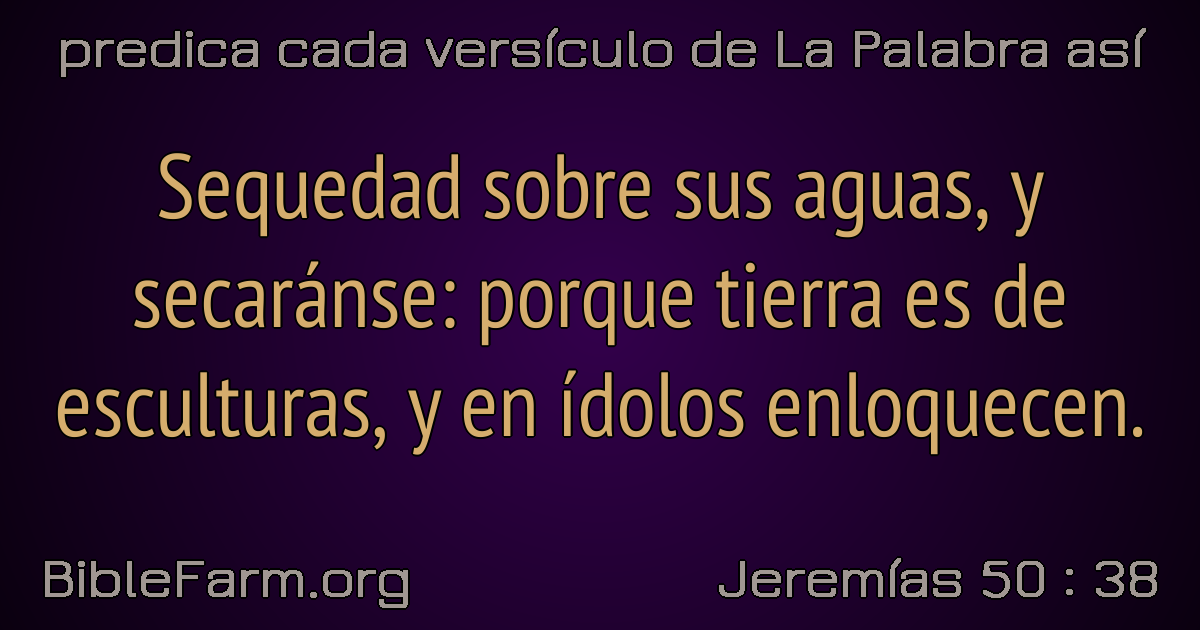 predica cada versículo de La Palabra así
Sequedad sobre sus aguas, y
secaránse: porque tierra es de
esculturas, y en ídolos enloquecen.
BibleFarm.org
Jeremías 50 : 38